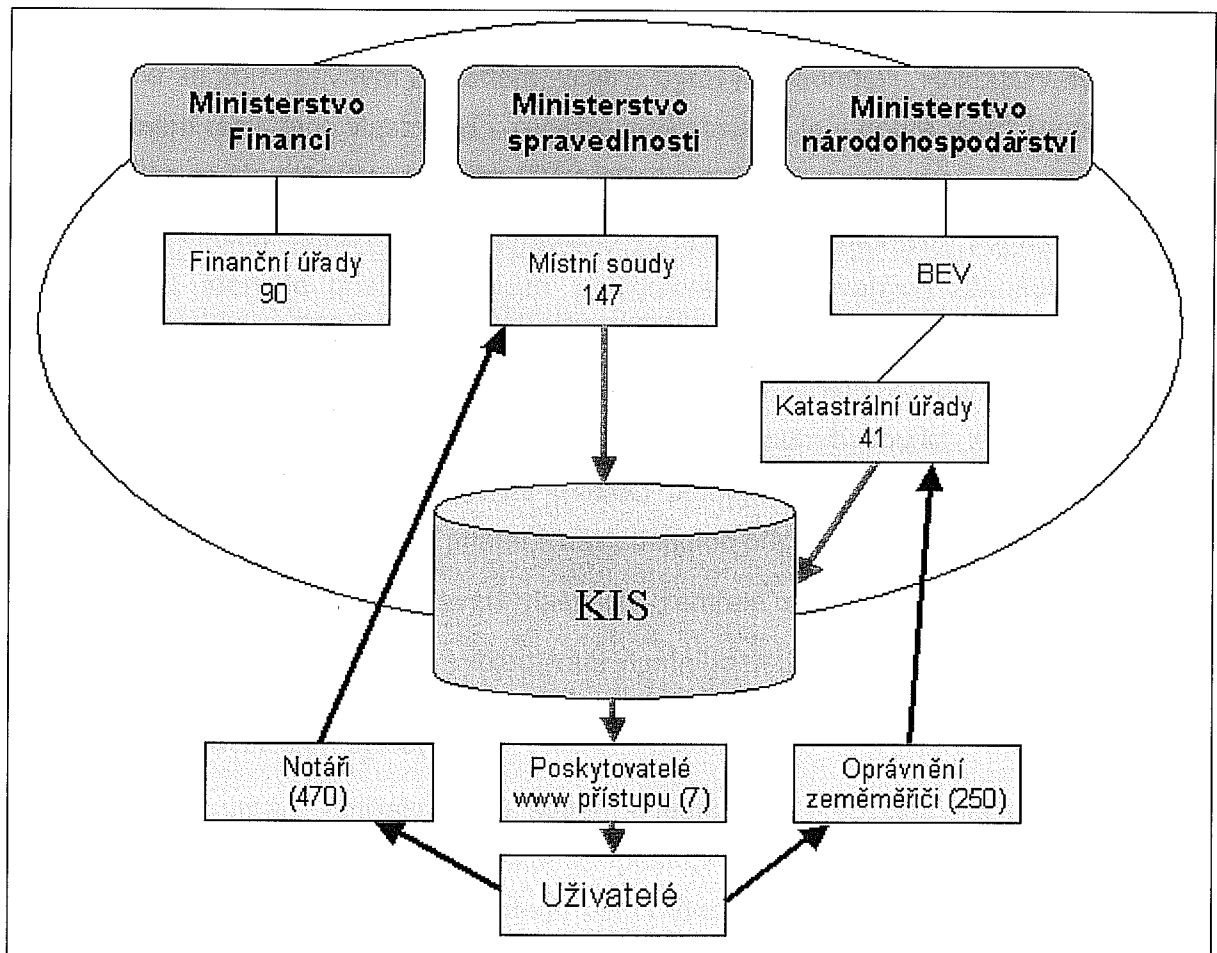 Ministerstvo
Financí
Ministerstvo
spravedlnosti
Ministerstvo
národohospodářství
Finanční úřady
90
Místní soudy
147
BEV
Katastrální úřady
41
KIS
Notáři
(470)
Poskytovatelé
www přístupu (7)
Oprávnění
zeměměřiči (250)
Uživatelé